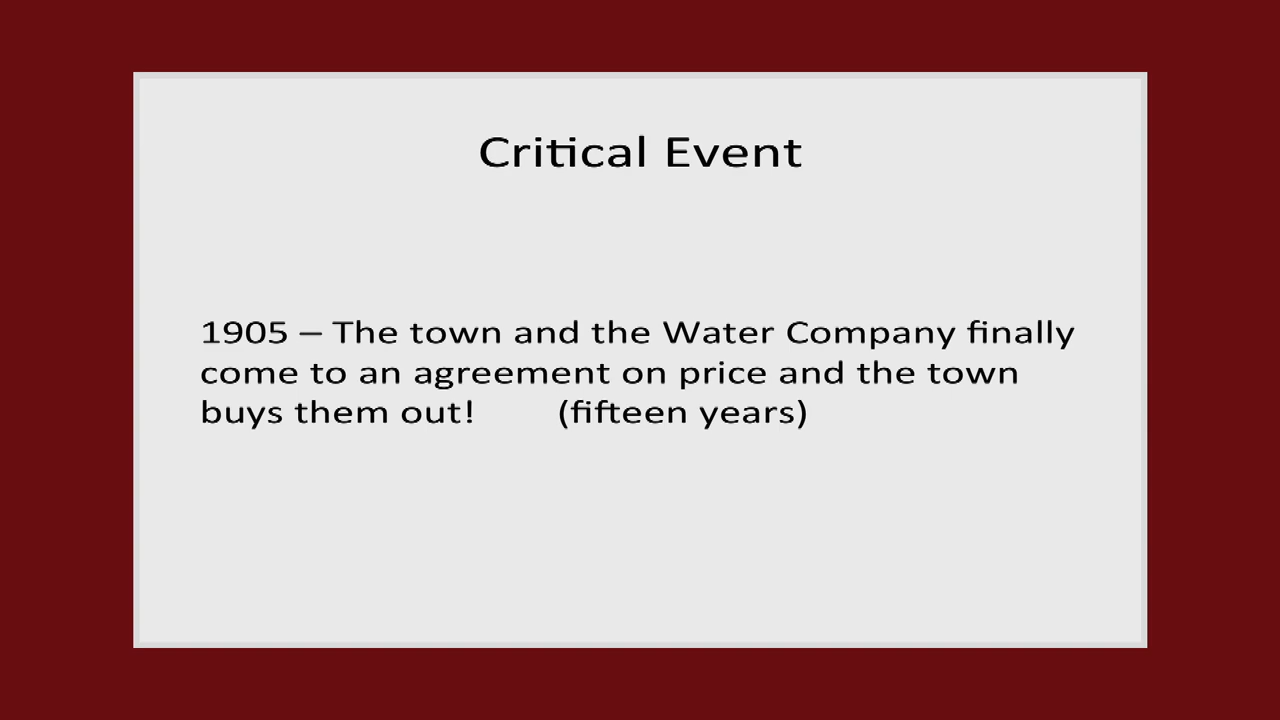 Critical Event
1905 – The town and the Water Company finally
come to an agreement on price and the town
buys them out! (fifteen years)